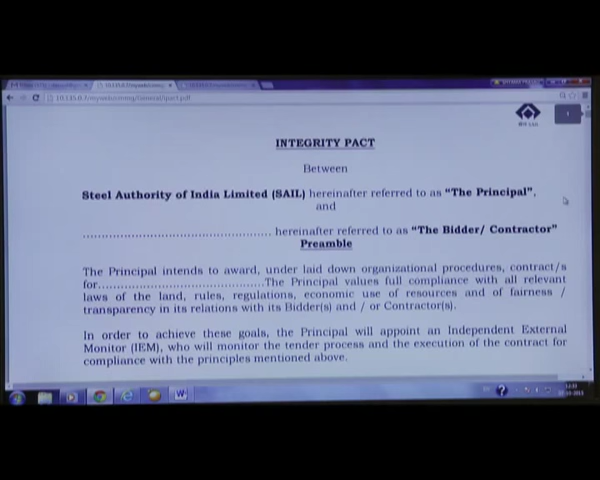 1
INTEGRITY PACT
Between
Steel Authority of India Limited (SAIL) hereinafter referred to as “The Principal”,
and
............................................... hereinafter referred to as “The Bidder/ Contractor”
Preamble
The Principal intends to award, under laid down organizational procedures, contract/s
for..........................................The Principal values full compliance with all relevant
laws of the land, rules, regulations, economic use of resources and of fairness /
transparency in its relations with its Bidder(s) and / or Contractor(s).
In order to achieve these goals, the Principal will appoint an Independent External
Monitor (IEM), who will monitor the tender process and the execution of the contract for
compliance with the principles mentioned above.
W